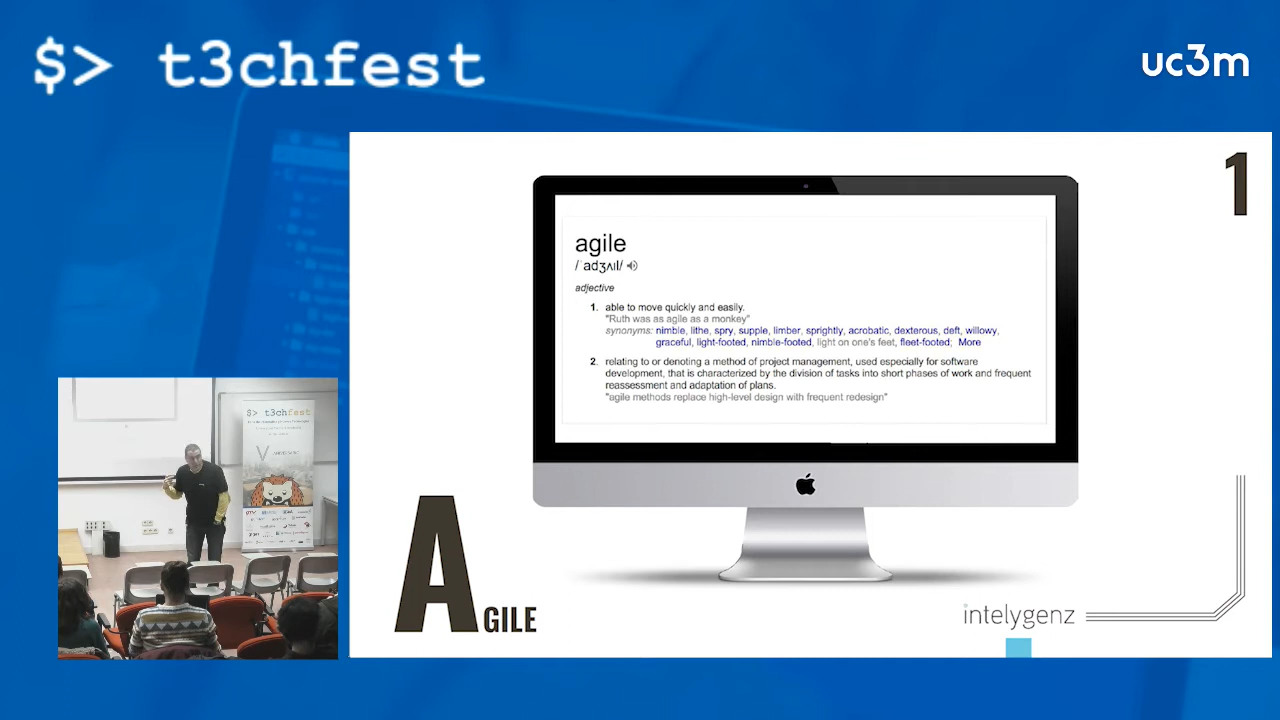 $> t3chfest
uc3m
1
agile
/ˈadʒʌɪl/
adjective
1. able to move quickly and easily.
"Ruth was as agile as a monkey"
synonyms: nimble, lithe, spry, supple, limber, sprightly, acrobatic, dexterous, deft, willowy,
graceful, light-footed, nimble-footed, light on one's feet, fleet-footed; More
2. relating to or denoting a method of project management, used especially for software
development, that is characterized by the division of tasks into short phases of work and frequent
reassessment and adaptation of plans.
"agile methods replace high-level design with frequent redesign"
AGILE
intelygenz
$> t3chfest